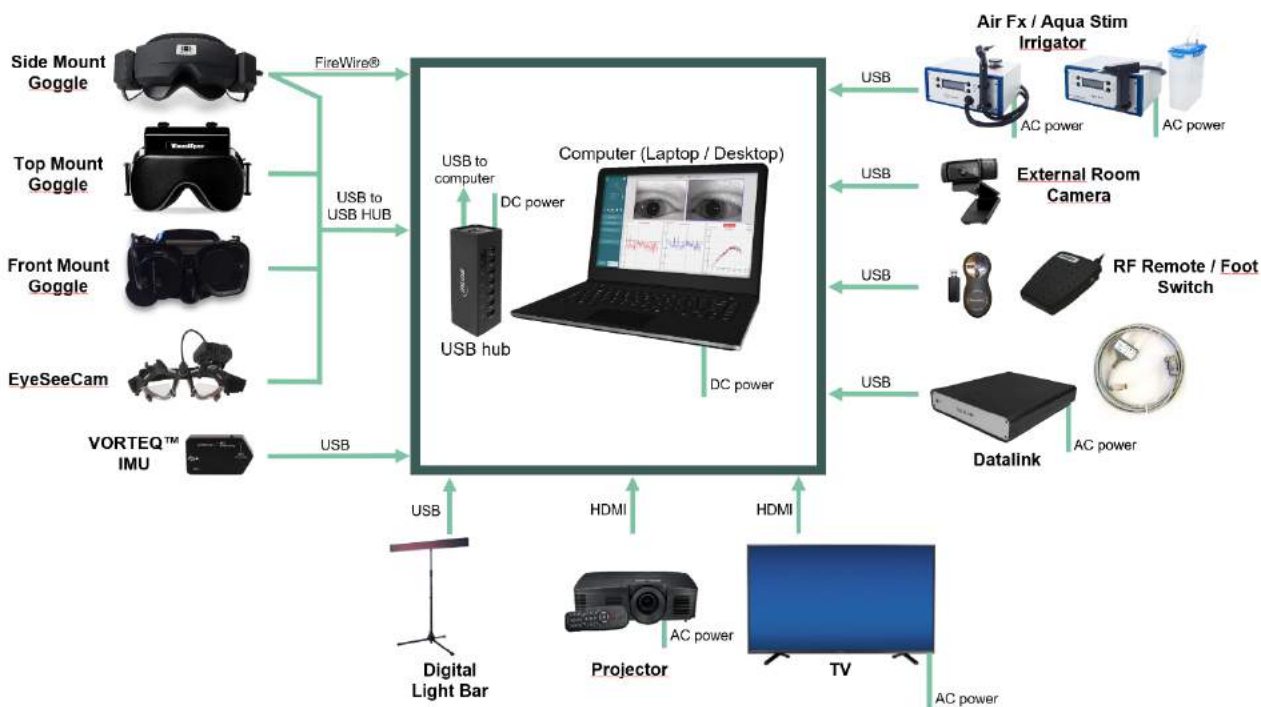 Side Mount
Goggle
FireWire®
Top Mount
Goggle
VisualEyes
USB to
USB HUB
Front Mount
Goggle
EyeSeeCam
VORTEQ™
IMU
USB
USB to
computer
DC power
USB hub
Computer (Laptop / Desktop)
DC power
Air Fx / Aqua Stim
Irrigator
USB
AC power
AC power
USB
External Room
Camera
USB
RF Remote / Foot
Switch
USB
Datalink
AC power
USB
Digital
Light Bar
HDMI
Projector
AC power
HDMI
TV
AC power